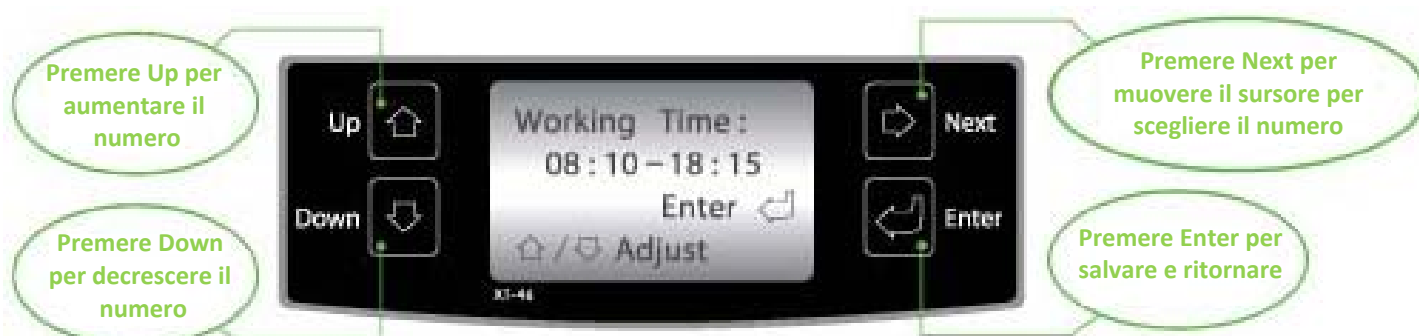 Premere Up per
aumentare il
numero
Premere Down
per decrescere il
numero
Up
Down
Working Time:
08:10-18:15
Enter
/ Adjust
X1-46
Next
Enter
Premere Next per
muovere il sursore per
scegliere il numero
Premere Enter per
salvare e ritornare